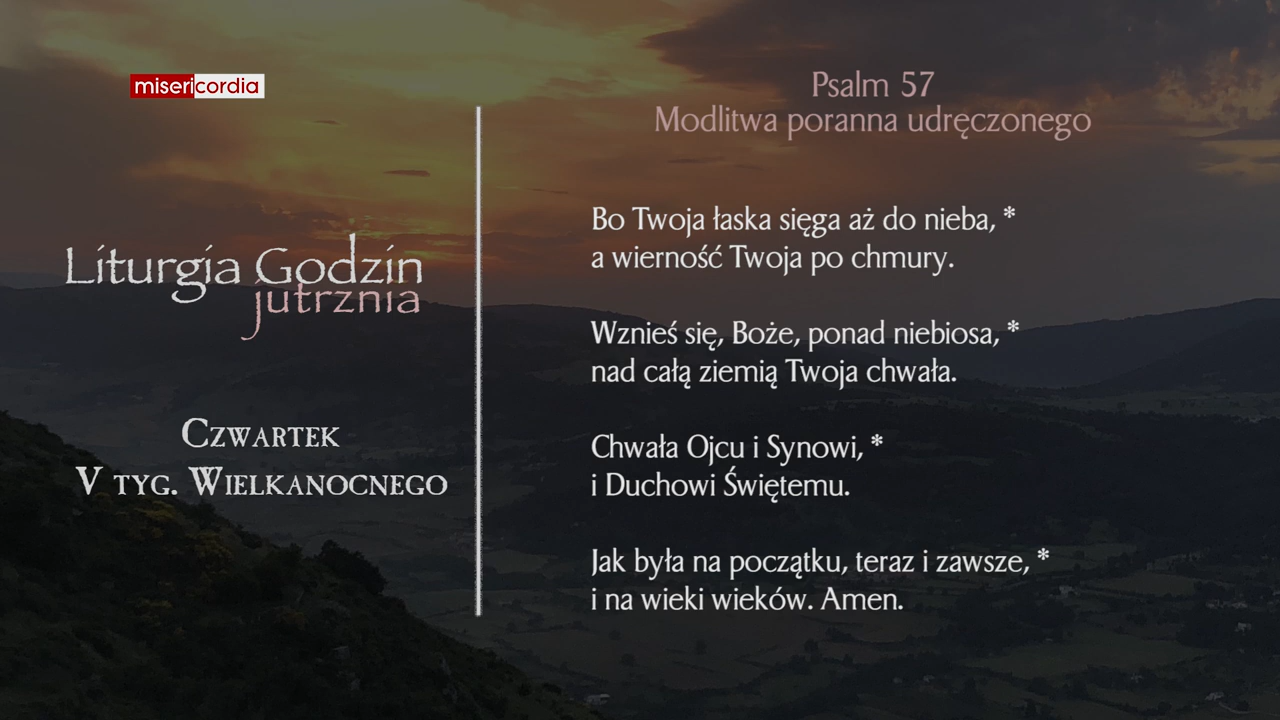 misericordia
Liturgia Godzin
jutrznia
Czwartek
V tyg. Wielkanocnego
Psalm 57
Modlitwa poranna udręczonego
Bo Twoja łaska sięga aż do nieba, *
a wierność Twoja po chmury.
Wznieś się, Boże, ponad niebiosa, *
nad całą ziemią Twoja chwała.
Chwała Ojcu i Synowi, *
i Duchowi Świętemu.
Jak była na początku, teraz i zawsze, *
i na wieki wieków. Amen.